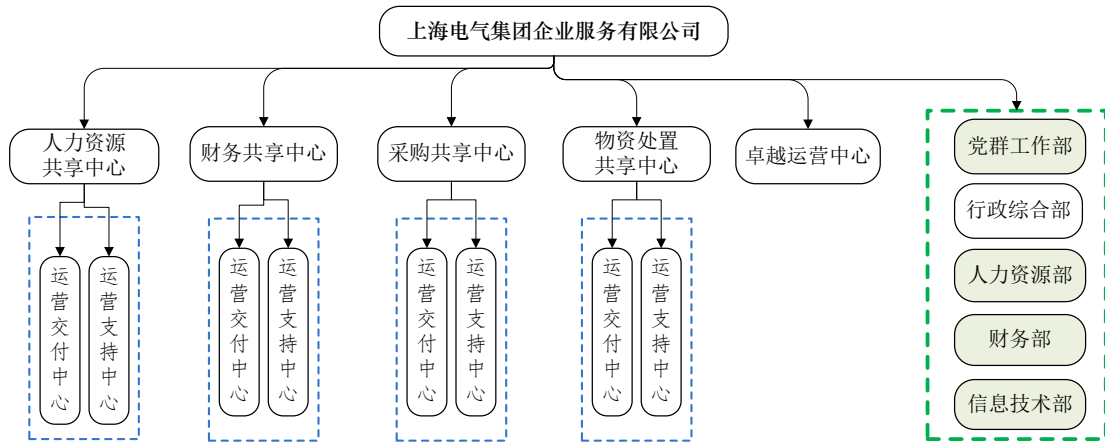 上海电气集团企业服务有限公司
人力资源
共享中心
财务共享中心
采购共享中心
物资处置
共享中心
卓越运营中心
党群工作部
行政综合部
人力资源部
财务部
信息技术部
运营交付中心
运营支持中心
运营交付中心
运营支持中心
运营交付中心
运营支持中心
运营交付中心
运营支持中心